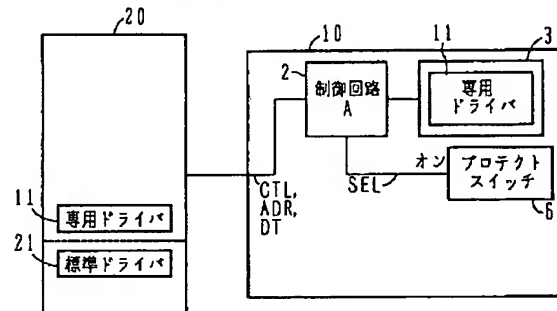 20
10
2
制御回路
A
3
11
専用
ドライバ
オン
プロテクト
スイッチ
6
SEL
CTL,
ADR,
DT
11
専用ドライバ
21
標準ドライバ